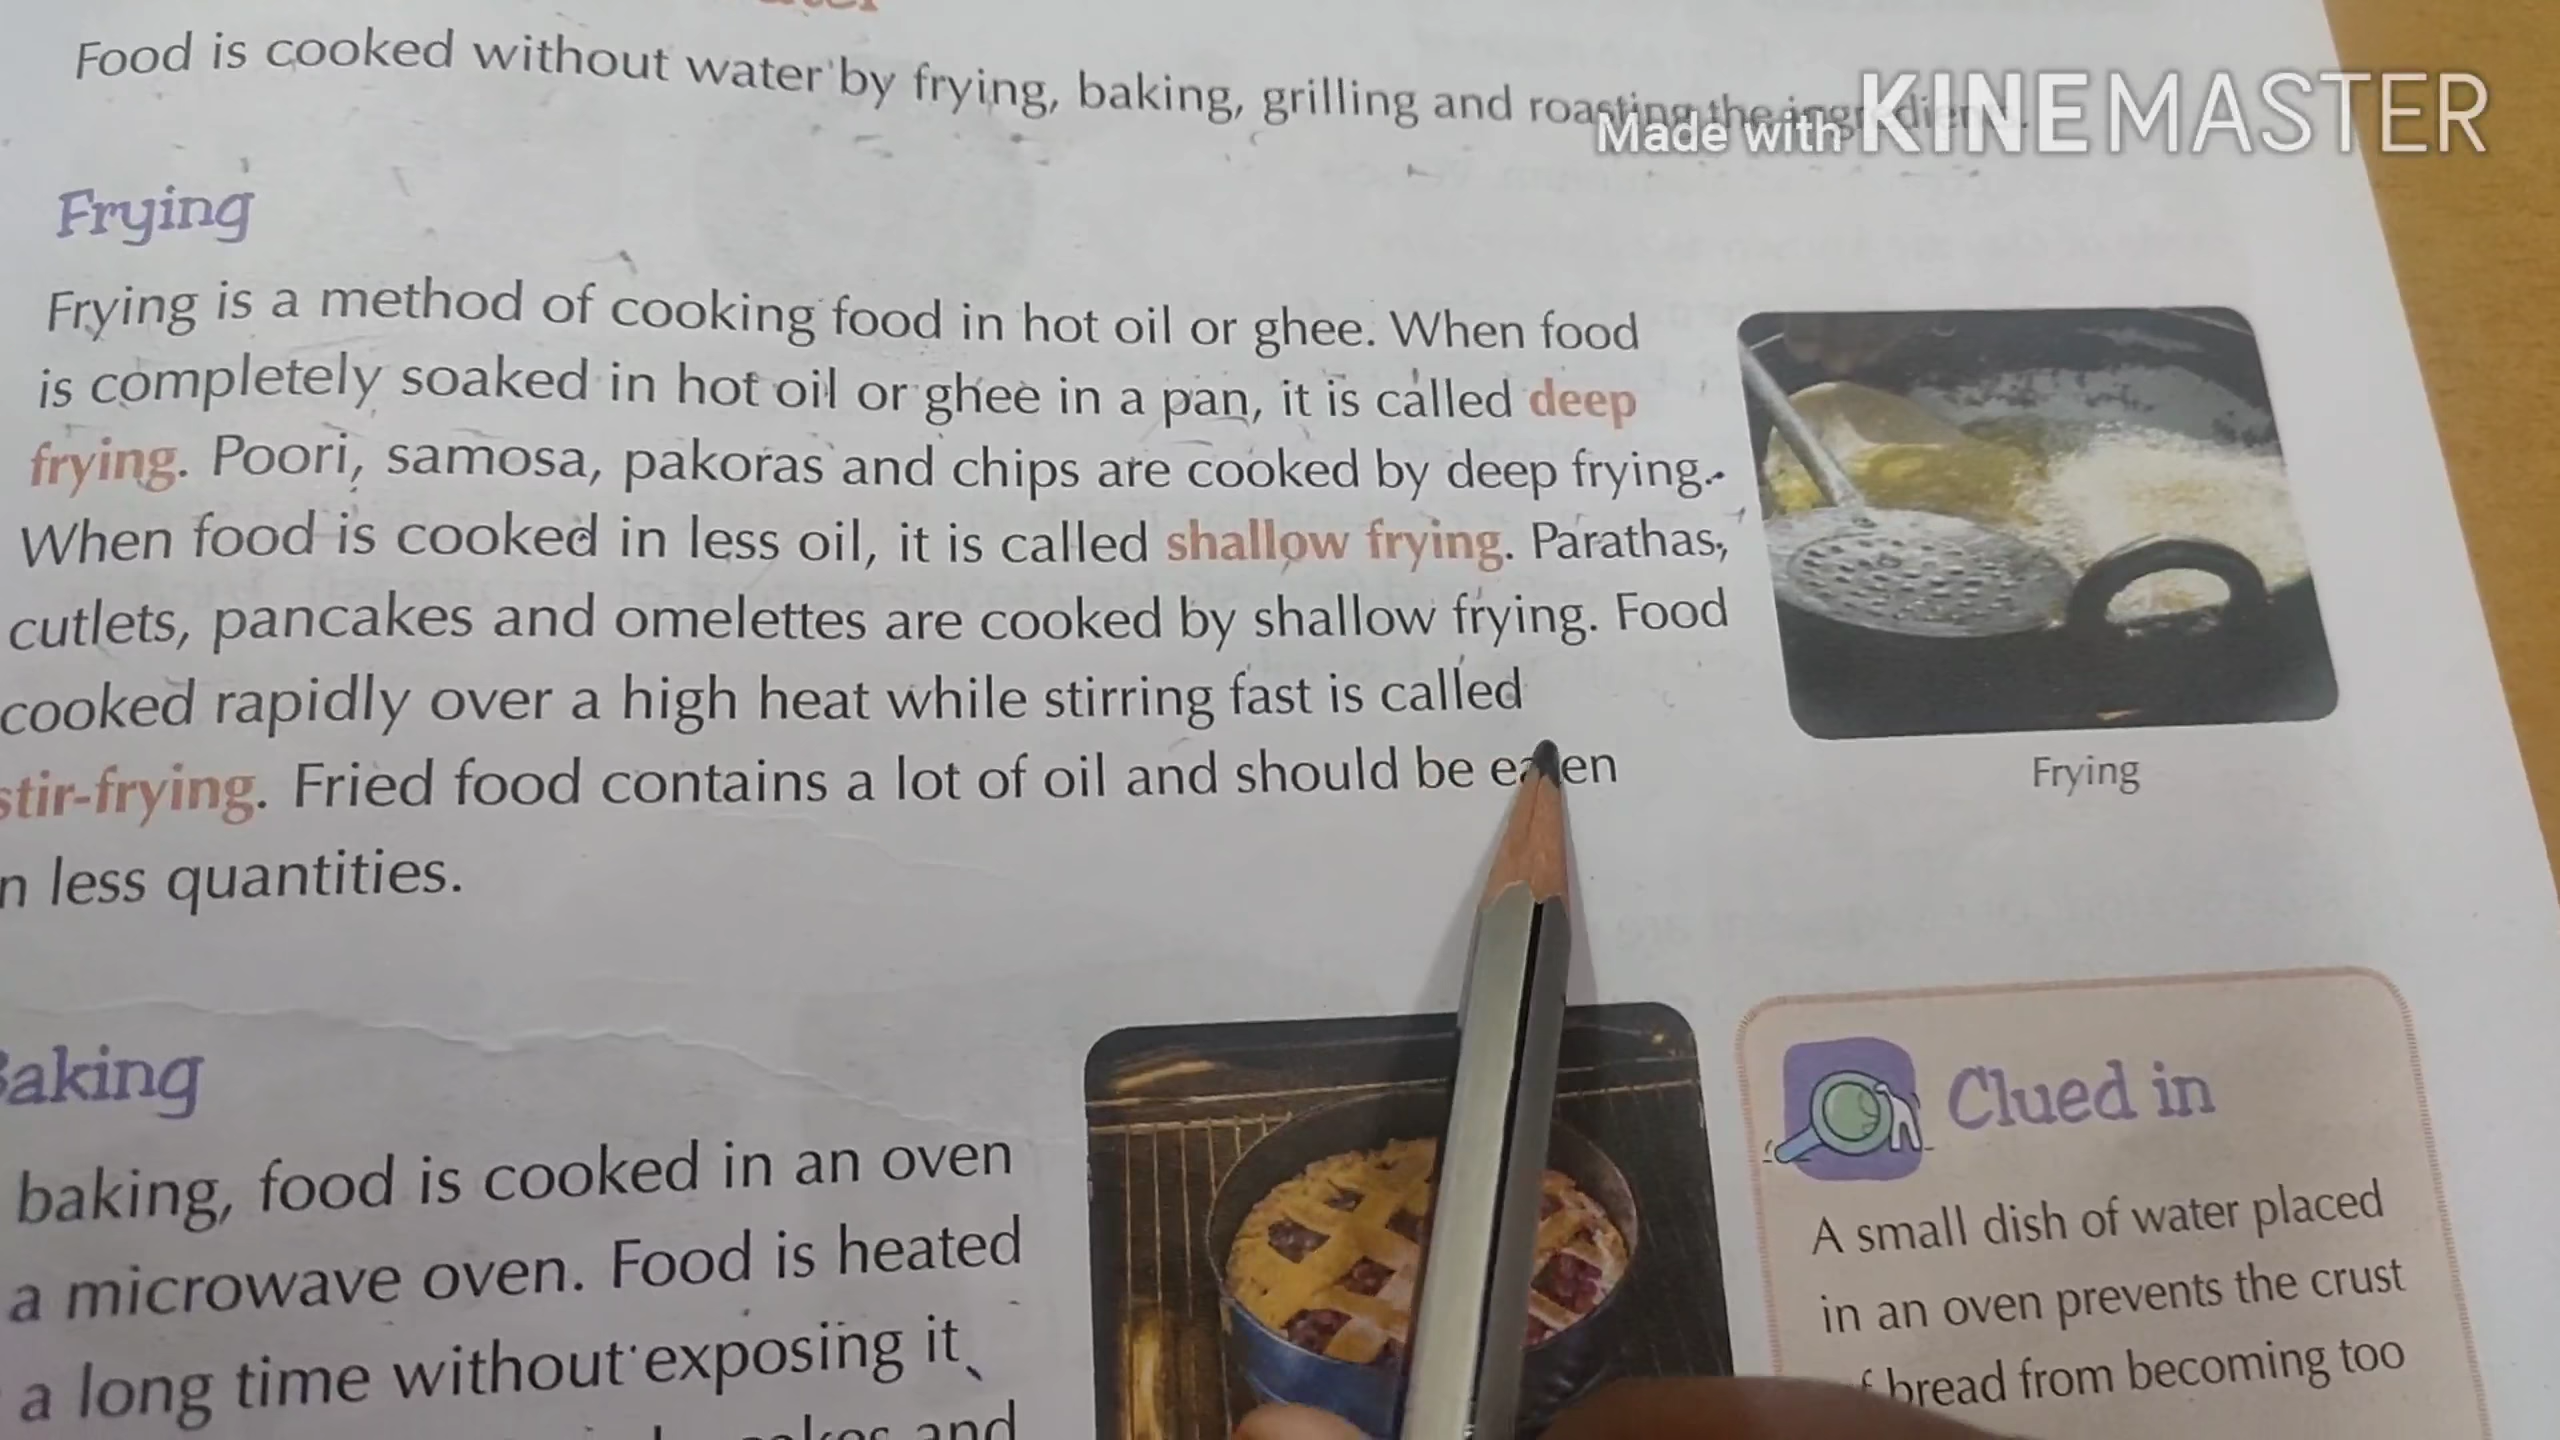 Food is cooked without water by frying, baking, grilling and roasting the
Made with KINEMASTER
Frying
Frying is a method of cooking food in hot oil or ghee. When food
is completely soaked in hot oil or ghee in a pan, it is called deep
frying. Poori, samosa, pakoras and chips are cooked by deep frying.
When food is cooked in less oil, it is called shallow frying. Parathas,
cutlets, pancakes and omelettes are cooked by shallow frying. Food
cooked rapidly over a high heat while stirring fast is called
stir-frying. Fried food contains a lot of oil and should be eaten
n less quantities.
Frying
aking
baking, food is cooked in an oven
a microwave oven. Food is heated
a long time without exposing it
and
Clued in
A small dish of water placed
in an oven prevents the crust
bread from becoming too